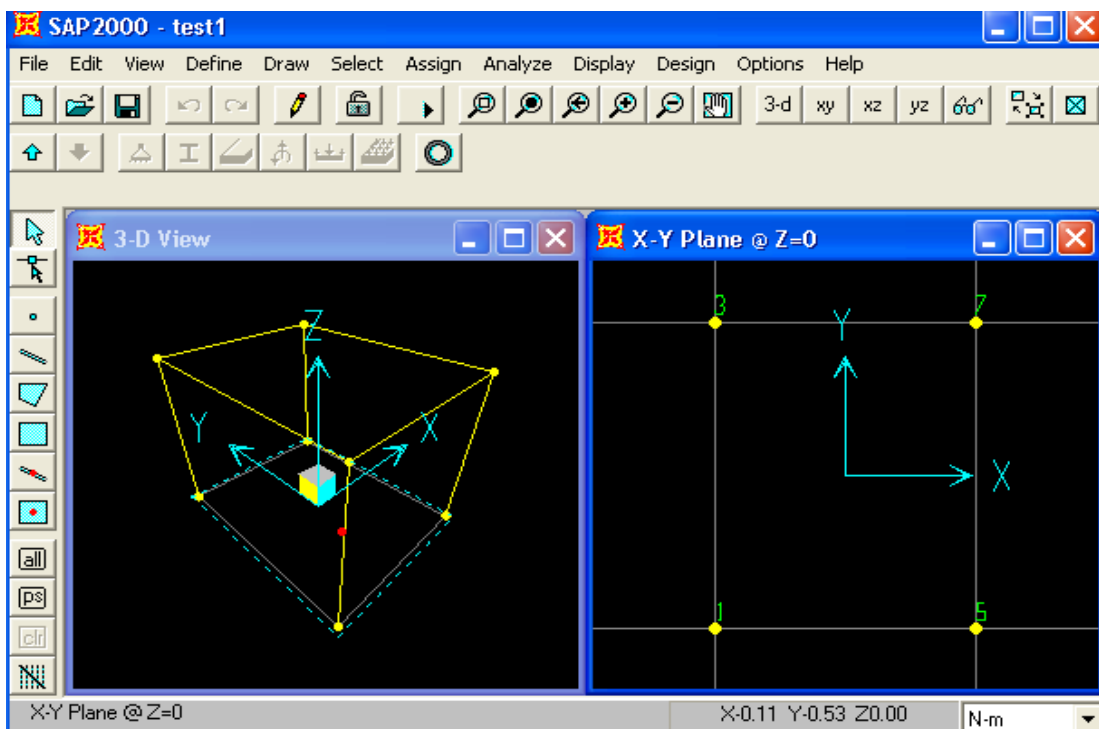 SAP2000 - test1
File Edit View Define Draw Select Assign Analyze Display Design Options Help
3-d xy xz yz
3-D View
X-Y Plane @ Z=0
Z
Y
X
3
7
Y
X
1
5
all
ps
clr
X-Y Plane @ Z=0
X-0.11 Y-0.53 Z0.00
N-m